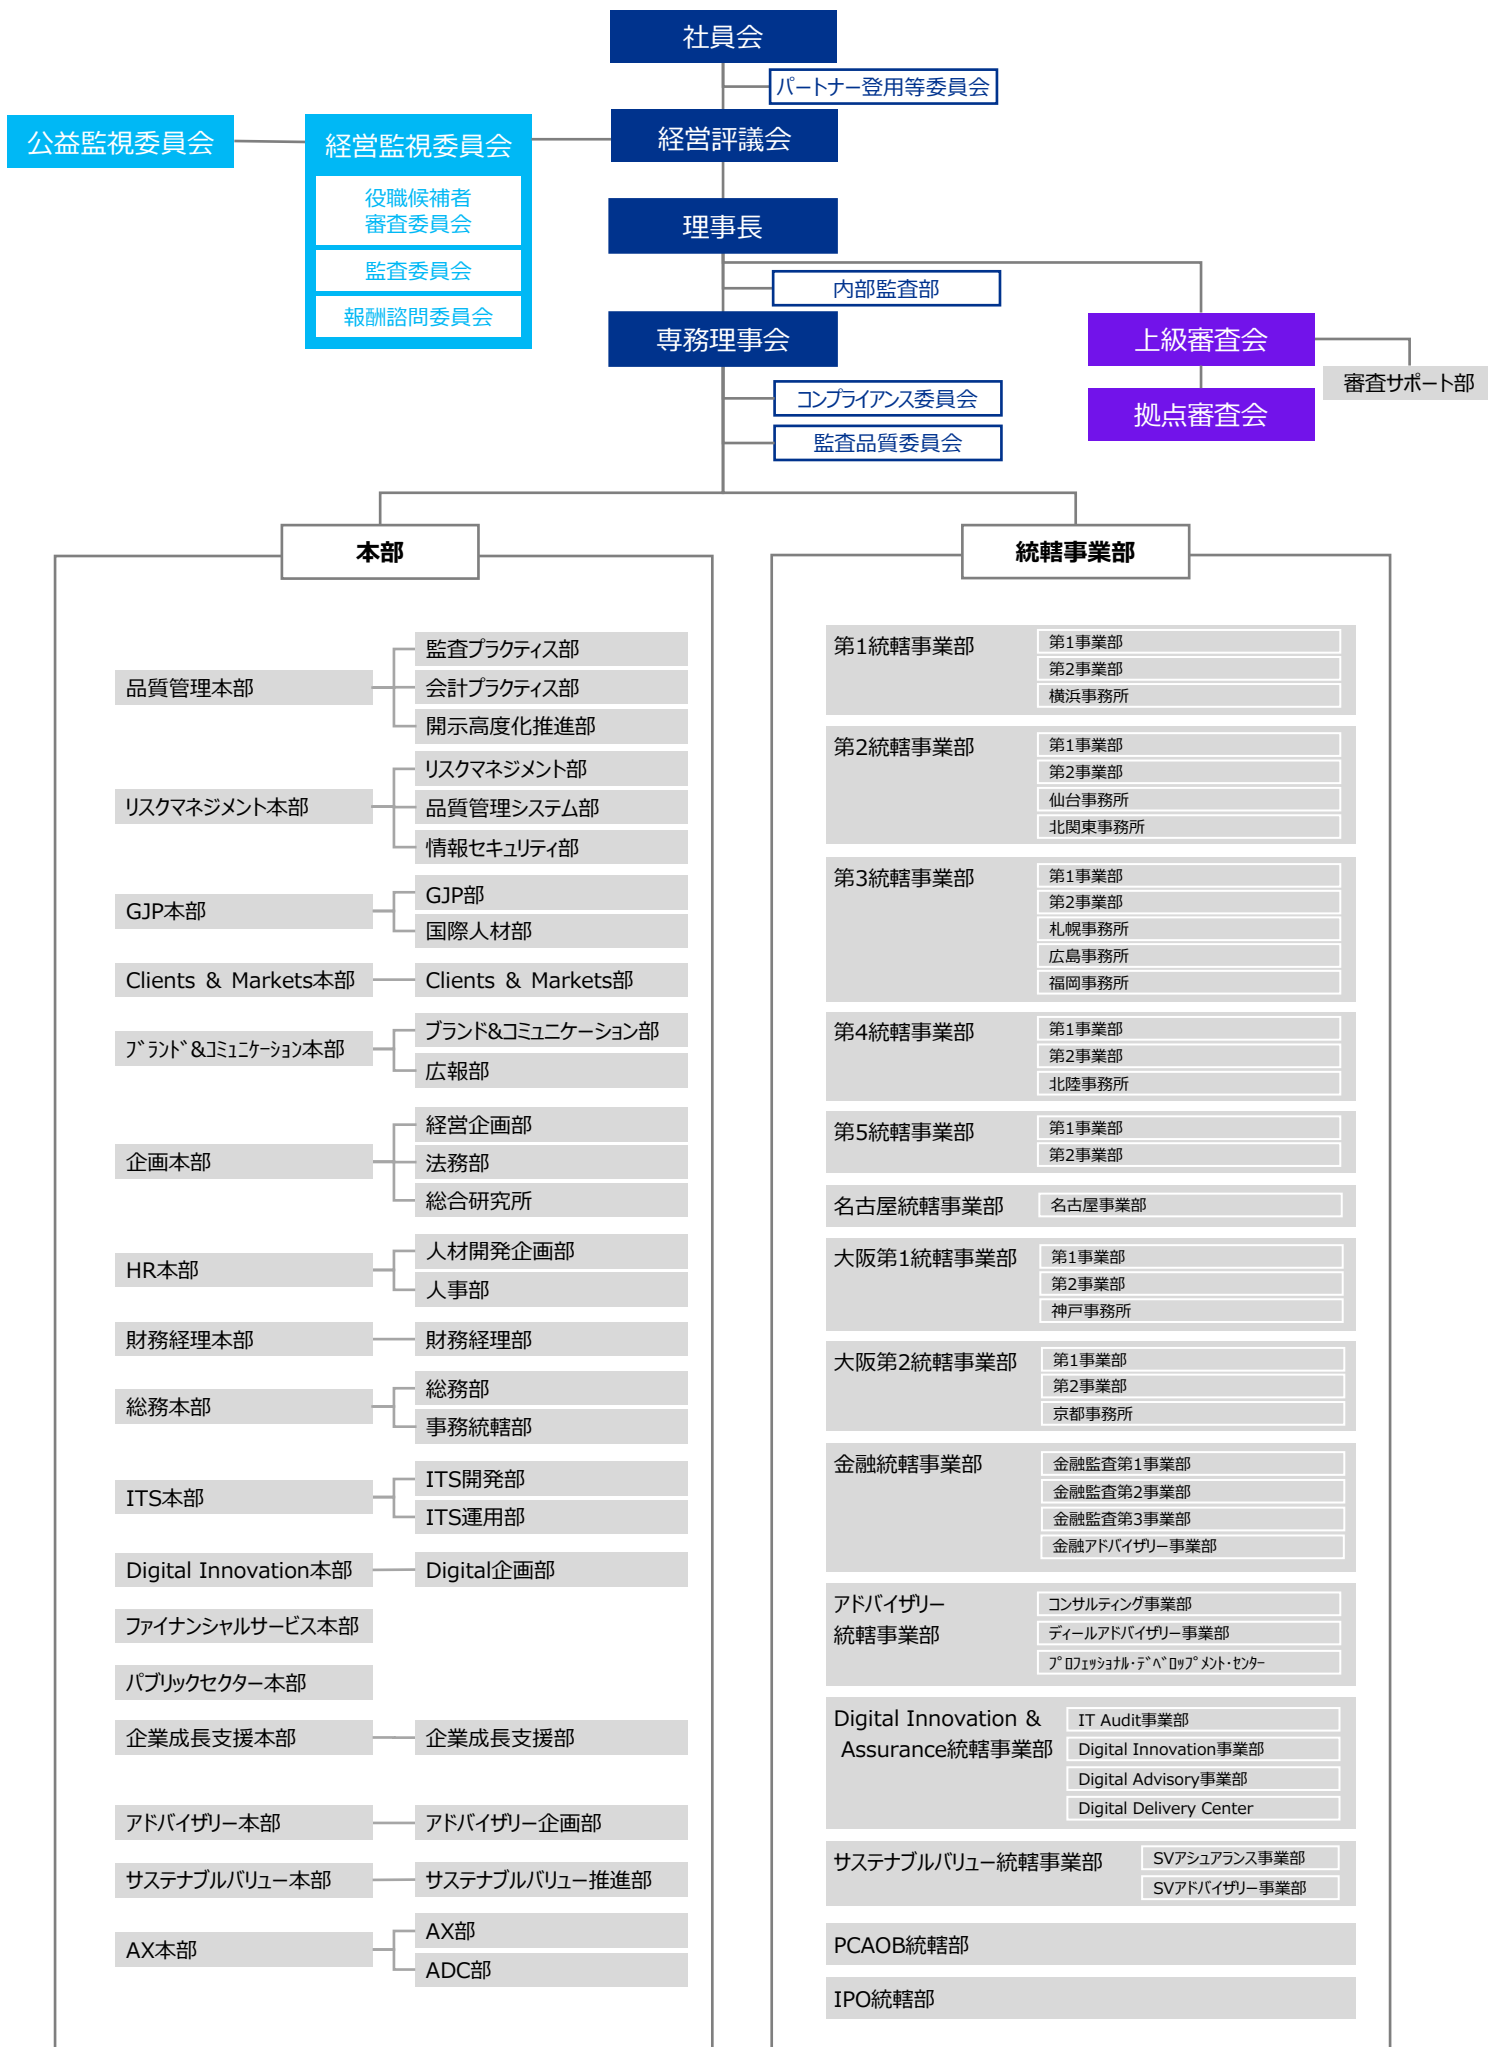 社員会
パートナー登用等委員会
公益監視委員会
経営監視委員会
役職候補者
審査委員会
監査委員会
報酬諮問委員会
経営評議会
理事長
内部監査部
専務理事会
上級審査会
審査サポート部
拠点審査会
コンプライアンス委員会
監査品質委員会
本部
品質管理本部
監査プラクティス部
会計プラクティス部
開示高度化推進部
リスクマネジメント本部
リスクマネジメント部
品質管理システム部
情報セキュリティ部
GJP本部
GJP部
国際人材部
Clients & Markets本部
Clients & Markets部
ブランド&コミュニケーション本部
ブランド&コミュニケーション部
広報部
企画本部
経営企画部
法務部
総合研究所
HR本部
人材開発企画部
人事部
財務経理本部
財務経理部
総務本部
総務部
事務統轄部
ITS本部
ITS開発部
ITS運用部
Digital Innovation本部
Digital企画部
ファイナンシャルサービス本部
パブリックセクター本部
企業成長支援本部
企業成長支援部
アドバイザリー本部
アドバイザリー企画部
サステナブルバリュー本部
サステナブルバリュー推進部
AX本部
AX部
ADC部
統轄事業部
第1統轄事業部
第1事業部
第2事業部
横浜事務所
第2統轄事業部
第1事業部
第2事業部
仙台事務所
北関東事務所
第3統轄事業部
第1事業部
第2事業部
札幌事務所
広島事務所
福岡事務所
第4統轄事業部
第1事業部
第2事業部
北陸事務所
第5統轄事業部
第1事業部
第2事業部
名古屋統轄事業部
名古屋事業部
大阪第1統轄事業部
第1事業部
第2事業部
神戸事務所
大阪第2統轄事業部
第1事業部
第2事業部
京都事務所
金融統轄事業部
金融監査第1事業部
金融監査第2事業部
金融監査第3事業部
金融アドバイザリー事業部
アドバイザリー
統轄事業部
コンサルティング事業部
ディールアドバイザリー事業部
プロフェッショナル・デベロップメント・センター
Digital Innovation &
Assurance統轄事業部
IT Audit事業部
Digital Innovation事業部
Digital Advisory事業部
Digital Delivery Center
サステナブルバリュー統轄事業部
SVアシュアランス事業部
SVアドバイザリー事業部
PCAOB統轄部
IPO統轄部